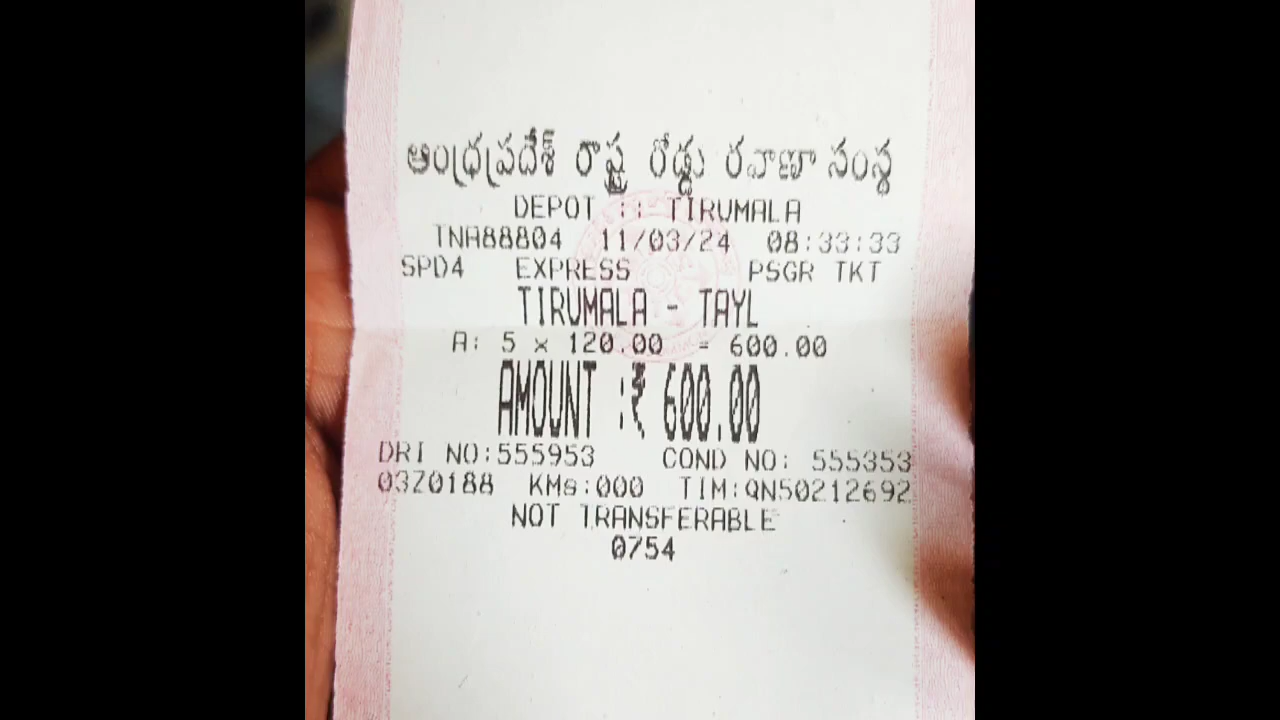 ఆంధ్రప్రదేశ్ రాష్ట్ర రోడ్డు రవాణా సంస్థ
DEPOT :: TIRUMALA
TNA88804 11/03/24 08:33:33
SPD4 EXPRESS PSGR TKT
TIRUMALA - TAYL
A: 5 x 120.00 = 600.00
AMOUNT :₹ 600.00
DRI NO:555953 COND NO: 555353
03Z0188 KMs:000 TIM:QN50212692
NOT TRANSFERABLE
0754